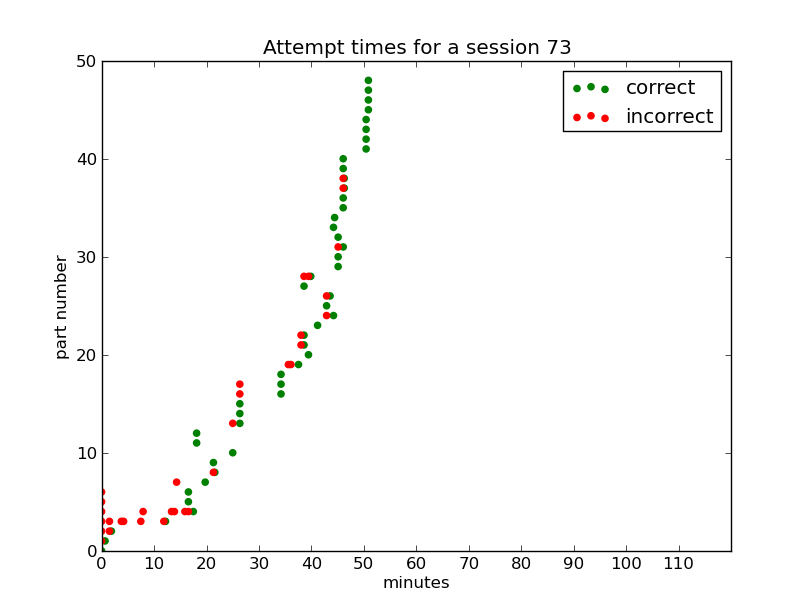 Attempt times for a session 73
50
40
30
20
10
0
part number
correct
incorrect
0 10 20 30 40 50 60 70 80 90 100 110
minutes